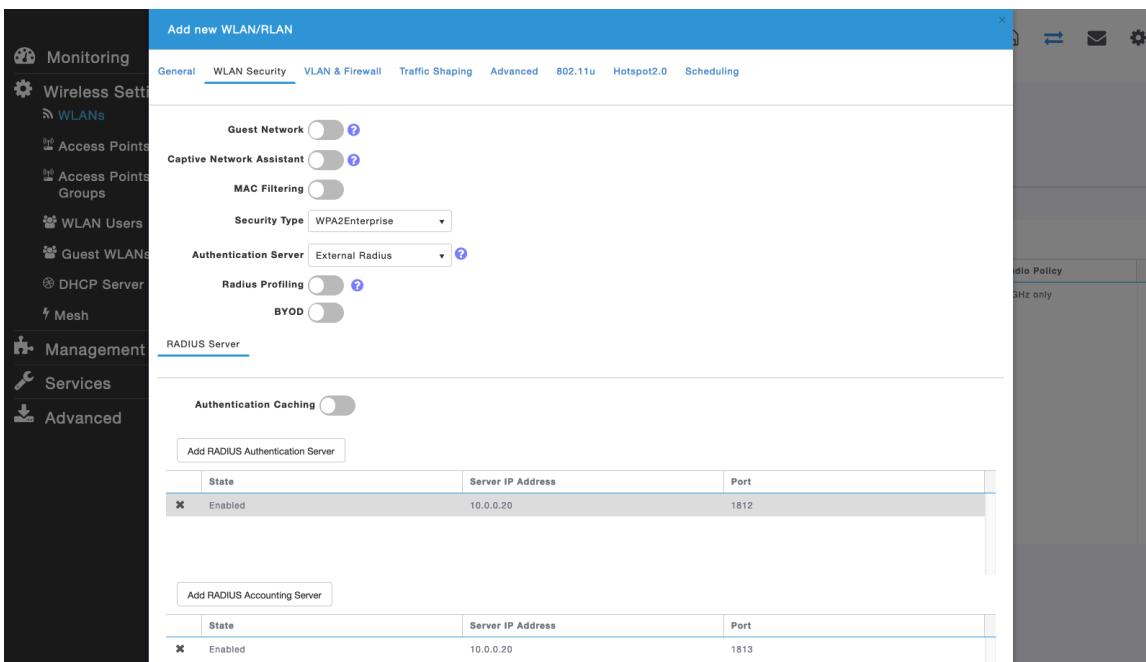 Add new WLAN/RLAN
×
Monitoring
Wireless Setti
WLANs
Access Points
Access Points
Groups
WLAN Users
Guest WLANs
DHCP Server
Mesh
Management
Services
Advanced
General WLAN Security VLAN & Firewall Traffic Shaping Advanced 802.11u Hotspot2.0 Scheduling
Guest Network ?
Captive Network Assistant ?
MAC Filtering
Security Type WPA2Enterprise
Authentication Server External Radius ?
Radius Profiling ?
BYOD
RADIUS Server
Authentication Caching
Add RADIUS Authentication Server
State Server IP Address Port
Enabled 10.0.0.20 1812
Add RADIUS Accounting Server
State Server IP Address Port
Enabled 10.0.0.20 1813
dio Policy
GHz only